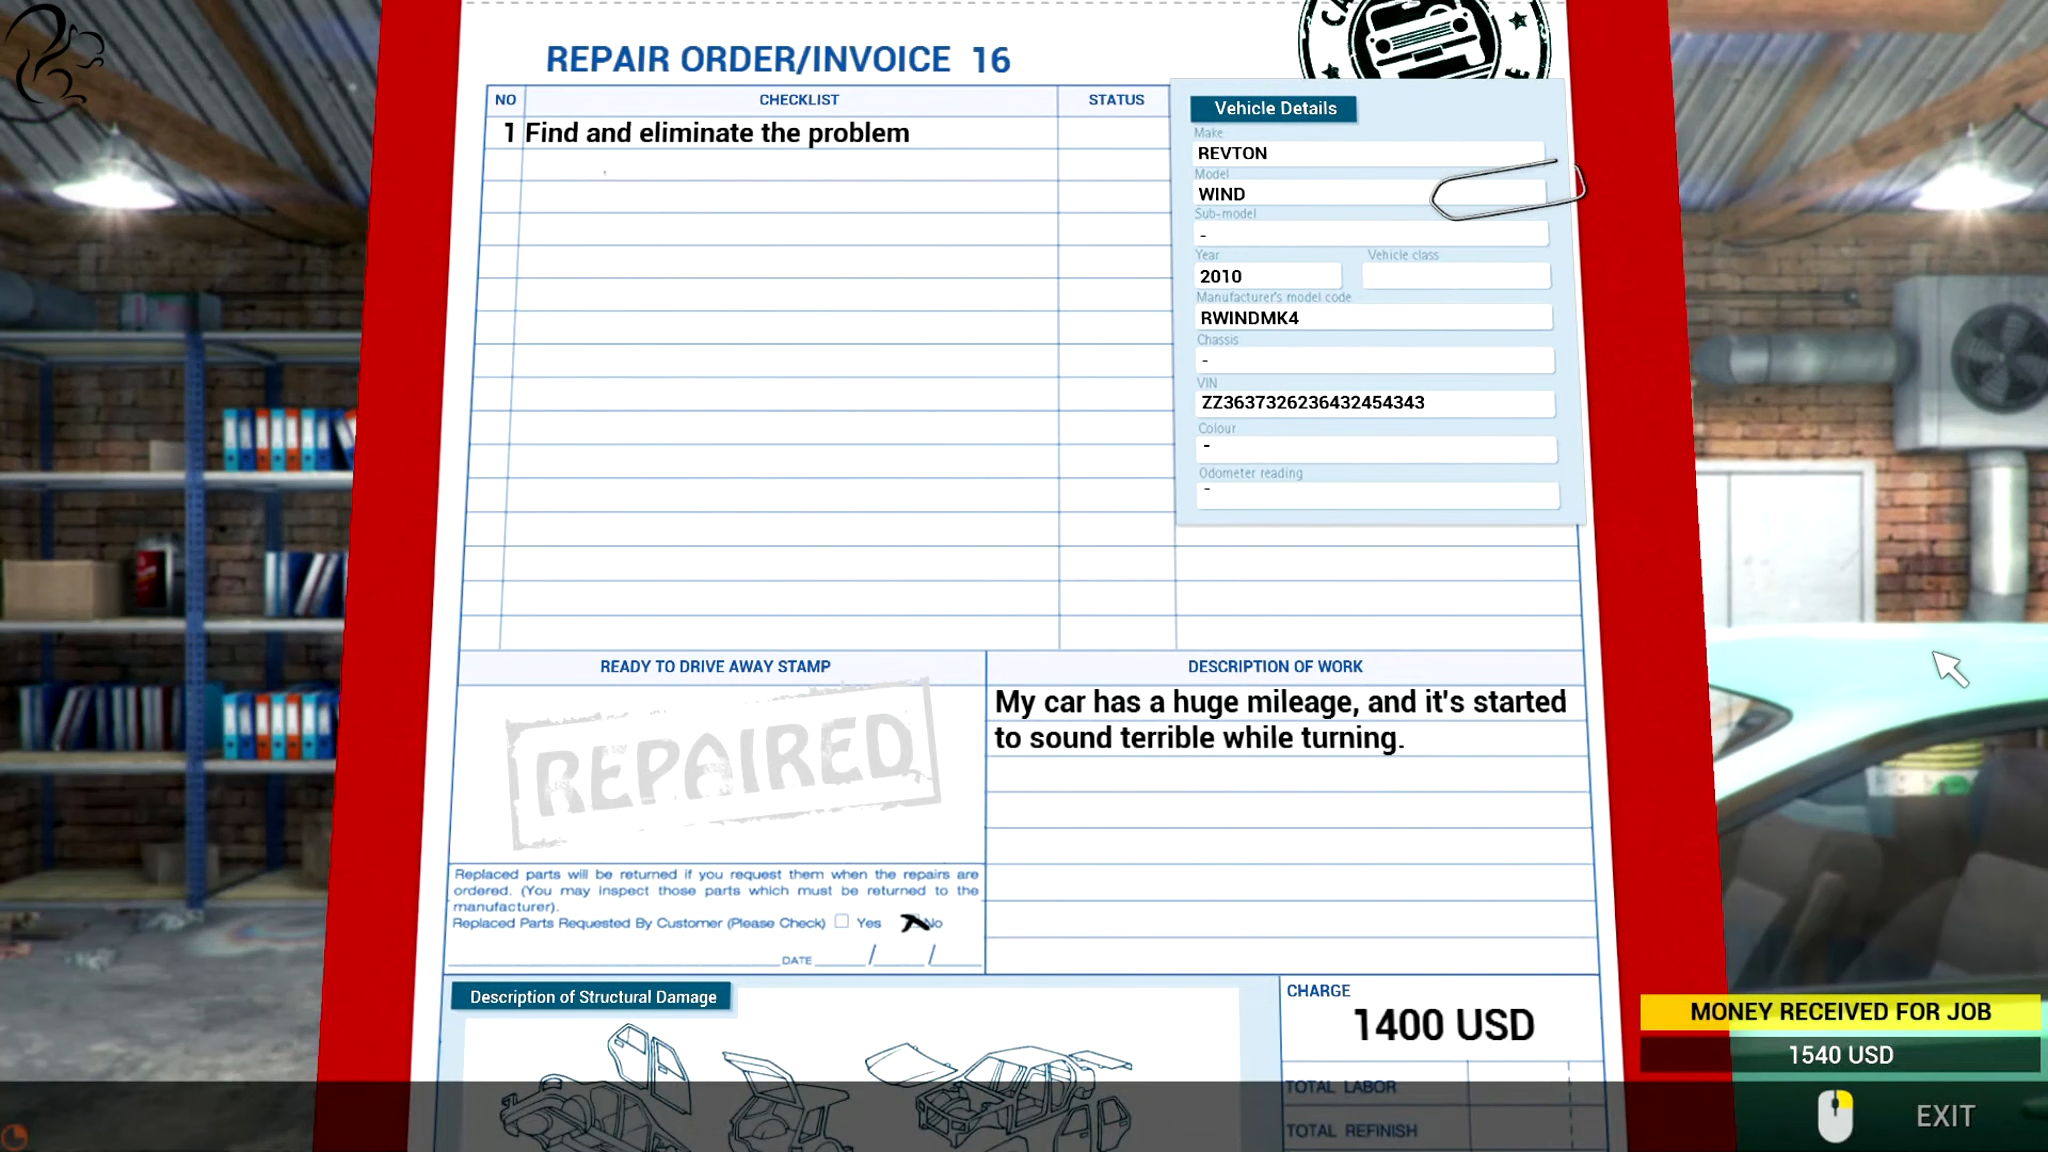 REPAIR ORDER/INVOICE 16
NO CHECKLIST STATUS
1 Find and eliminate the problem
Vehicle Details
Make
REVTON
Model
WIND
Sub-model
-
Year Vehicle class
2010
Manufacturer's model code
RWINDMK4
Chassis
-
VIN
ZZ3637326236432454343
Colour
-
Odometer reading
-
READY TO DRIVE AWAY STAMP
REPAIRED
DESCRIPTION OF WORK
My car has a huge mileage, and it's started
to sound terrible while turning.
Replaced parts will be returned if you request them when the repairs are
ordered. (You may inspect those parts which must be returned to the
manufacturer).
Replaced Parts Requested By Customer (Please Check) Yes No
DATE / /
Description of Structural Damage
CHARGE
1400 USD
TOTAL LABOR
TOTAL REFINISH
MONEY RECEIVED FOR JOB
1540 USD
EXIT